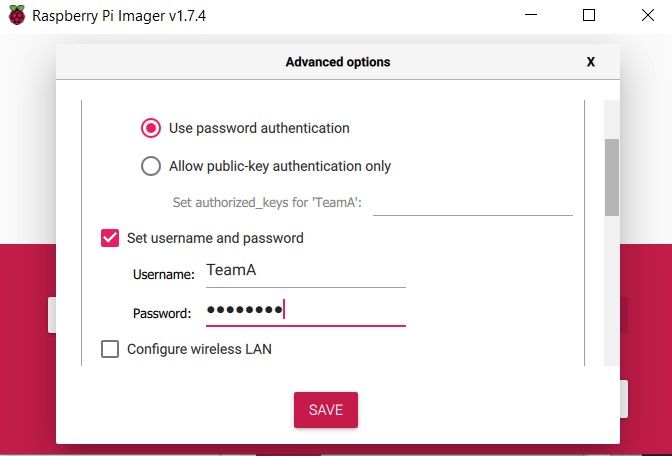 Raspberry Pi Imager v1.7.4
Advanced options
X
Use password authentication
Allow public-key authentication only
Set authorized_keys for 'TeamA':
Set username and password
Username: TeamA
Password: ••••••••
Configure wireless LAN
SAVE